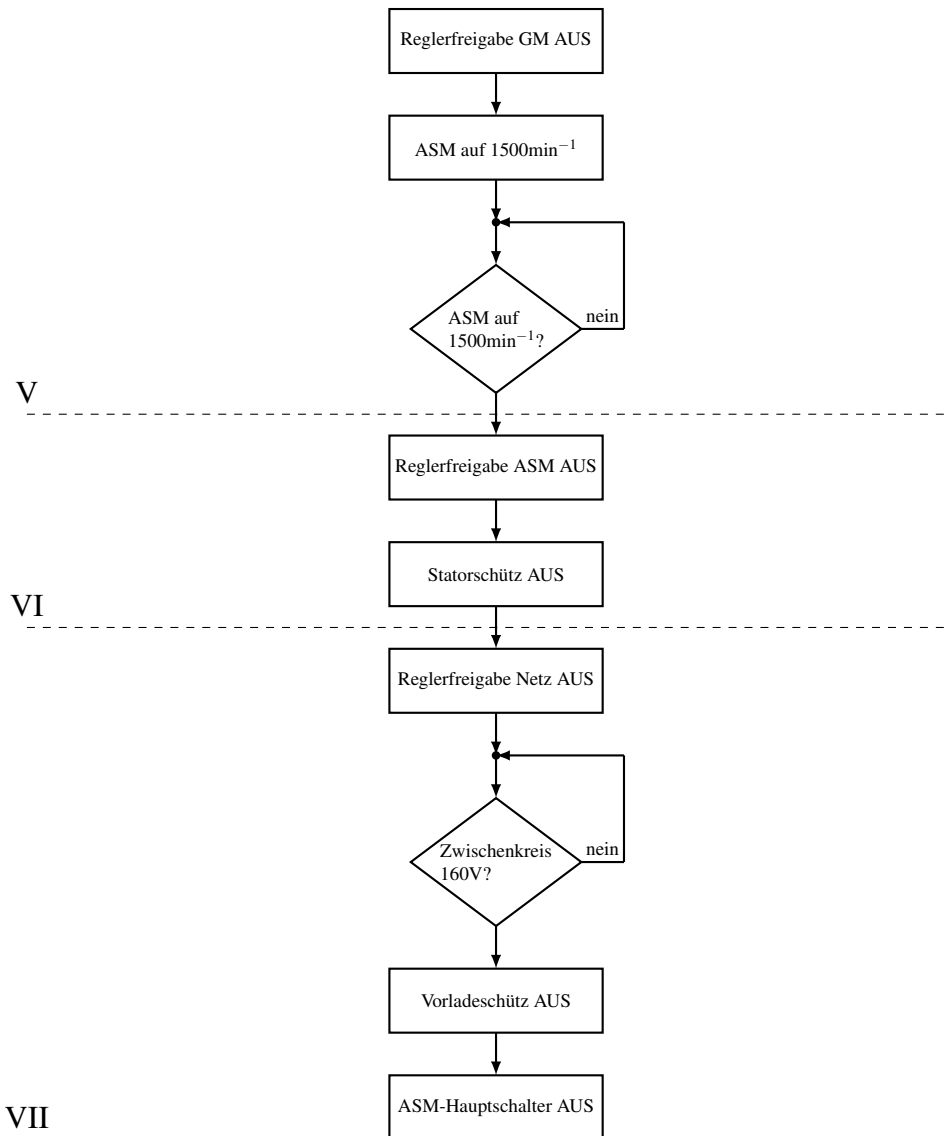 Reglerfreigabe GM AUS
ASM auf 1500min⁻¹
ASM auf
1500min⁻¹?
nein
V
Reglerfreigabe ASM AUS
Statorschütz AUS
VI
Reglerfreigabe Netz AUS
Zwischenkreis
160V?
nein
Vorladeschütz AUS
ASM-Hauptschalter AUS
VII